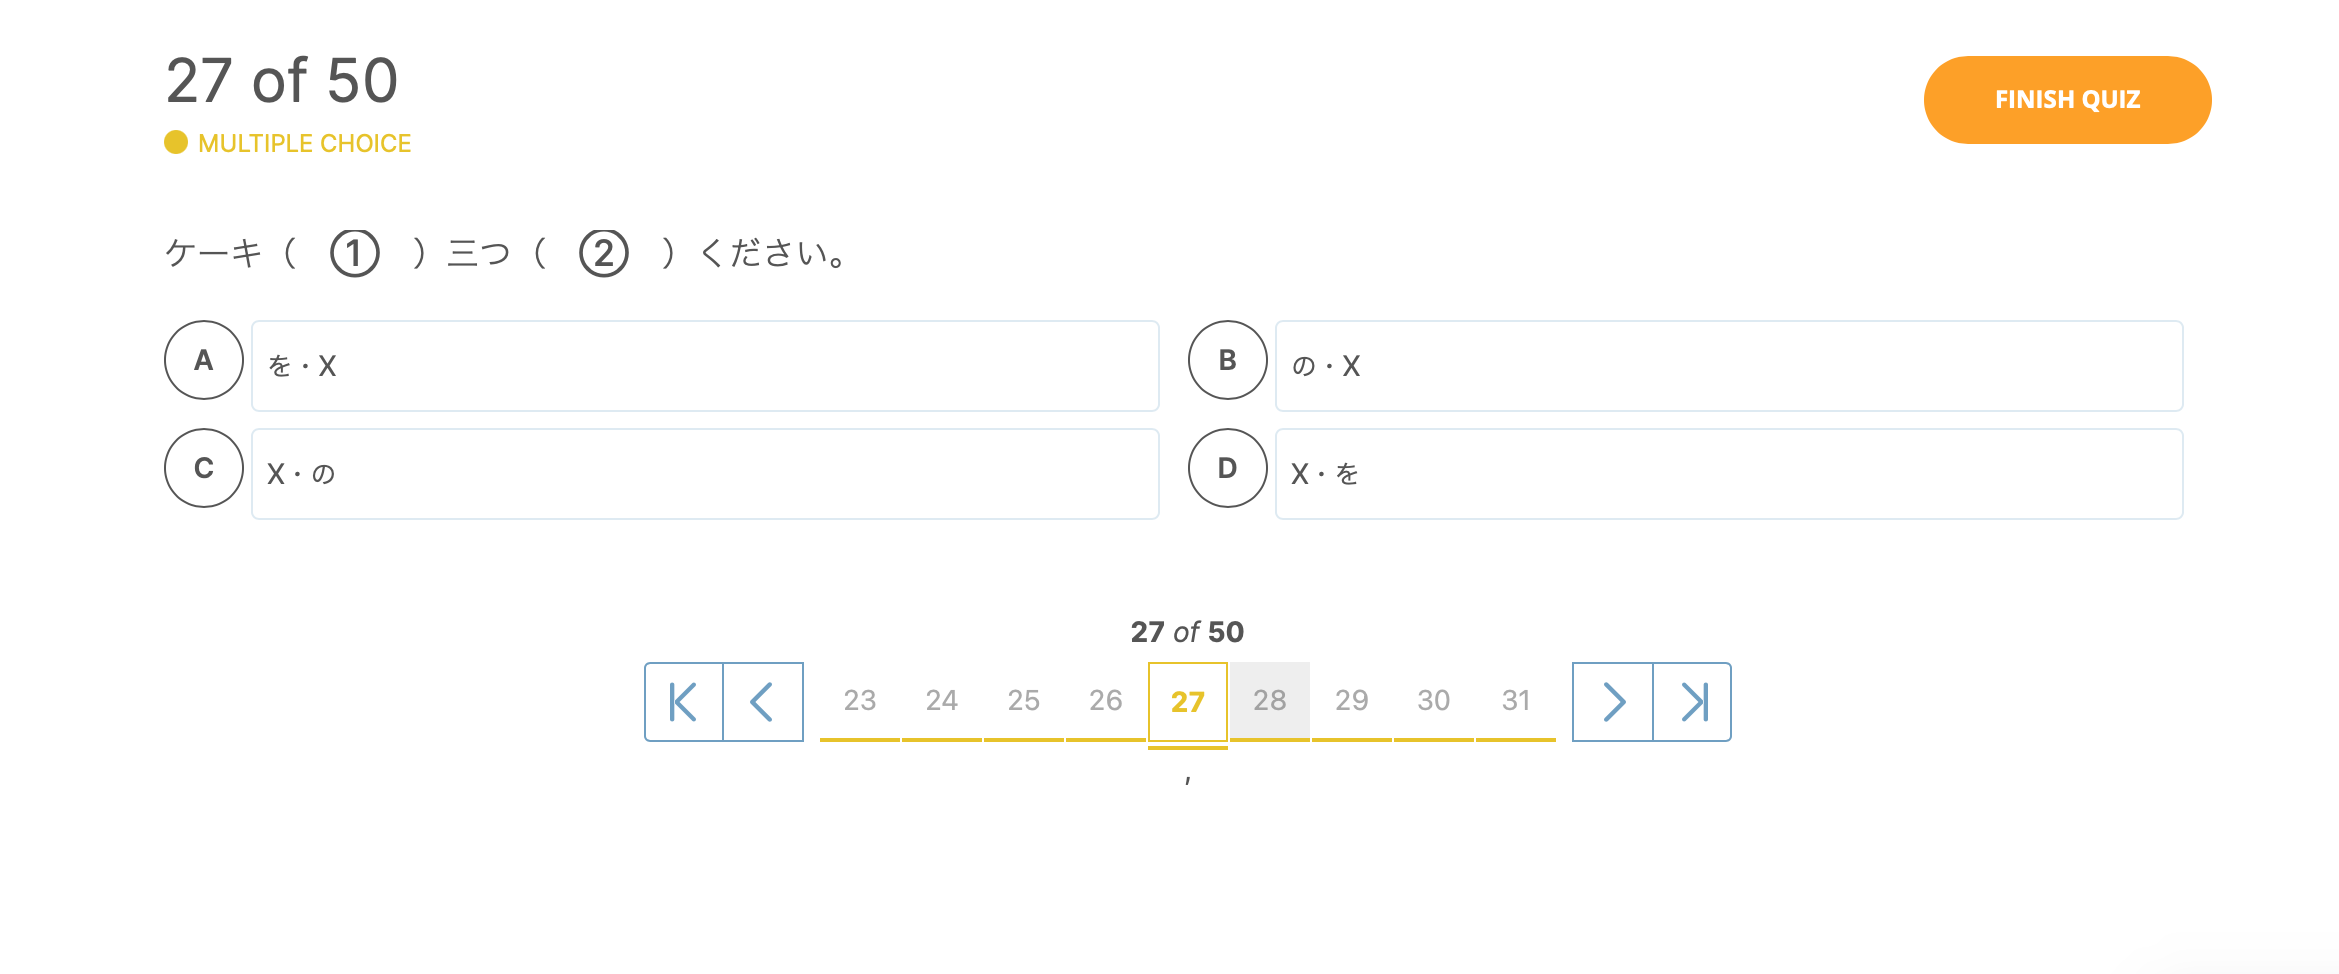 27 of 50
FINISH QUIZ
MULTIPLE CHOICE
ケーキ（　①　）三つ（　②　）ください。
A を・X
B の・X
C X・の
D X・を
27 of 50
23 24 25 26 27 28 29 30 31
,